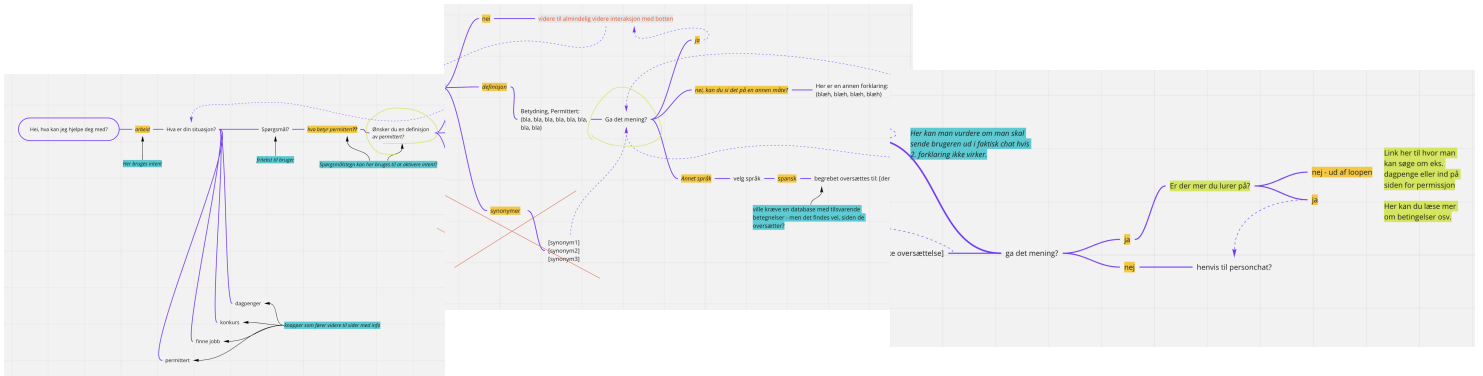 Hei, hva kan jeg hjelpe deg med?
arbeid
Her bruges intent
Hva er din situasjon?
Spørgsmål?
fritekst til bruger
hva betyr permittert??
Ønsker du en definisjon
av permittert?
Spørgsmålstegn kan her bruges til at aktivere intent?
dagpenger
konkurs
finne jobb
permittert
knapper som fører videre til sider med info
nei
videre til almindelig videre interaksjon med botten
definisjon
Betydning, Permittert:
(bla, bla, bla, bla, bla, bla,
bla, bla)
Ga det mening?
ja
nei, kan du si det på en annen måte?
Her er en annen forklaring:
(blæh, blæh, blæh, blæh)
Annet språk
velg språk
spansk
begrebet oversættes til: [der
ville kræve en database med tilsvarende
betegnelser - men det findes vel, siden de
oversætter?
synonymer
[synonym1]
[synonym2]
[synonym3]
Her kan man vurdere om man skal
sende brugeren ud i faktisk chat hvis
2. forklaring ikke virker.
e oversættelse]
ga det mening?
ja
nej
henvis til personchat?
Er der mer du lurer på?
nej - ud af loopen
ja
Link her til hvor man
kan søge om eks.
dagpenge eller ind på
siden for permissjon
Her kan du læse mer
om betingelser osv.